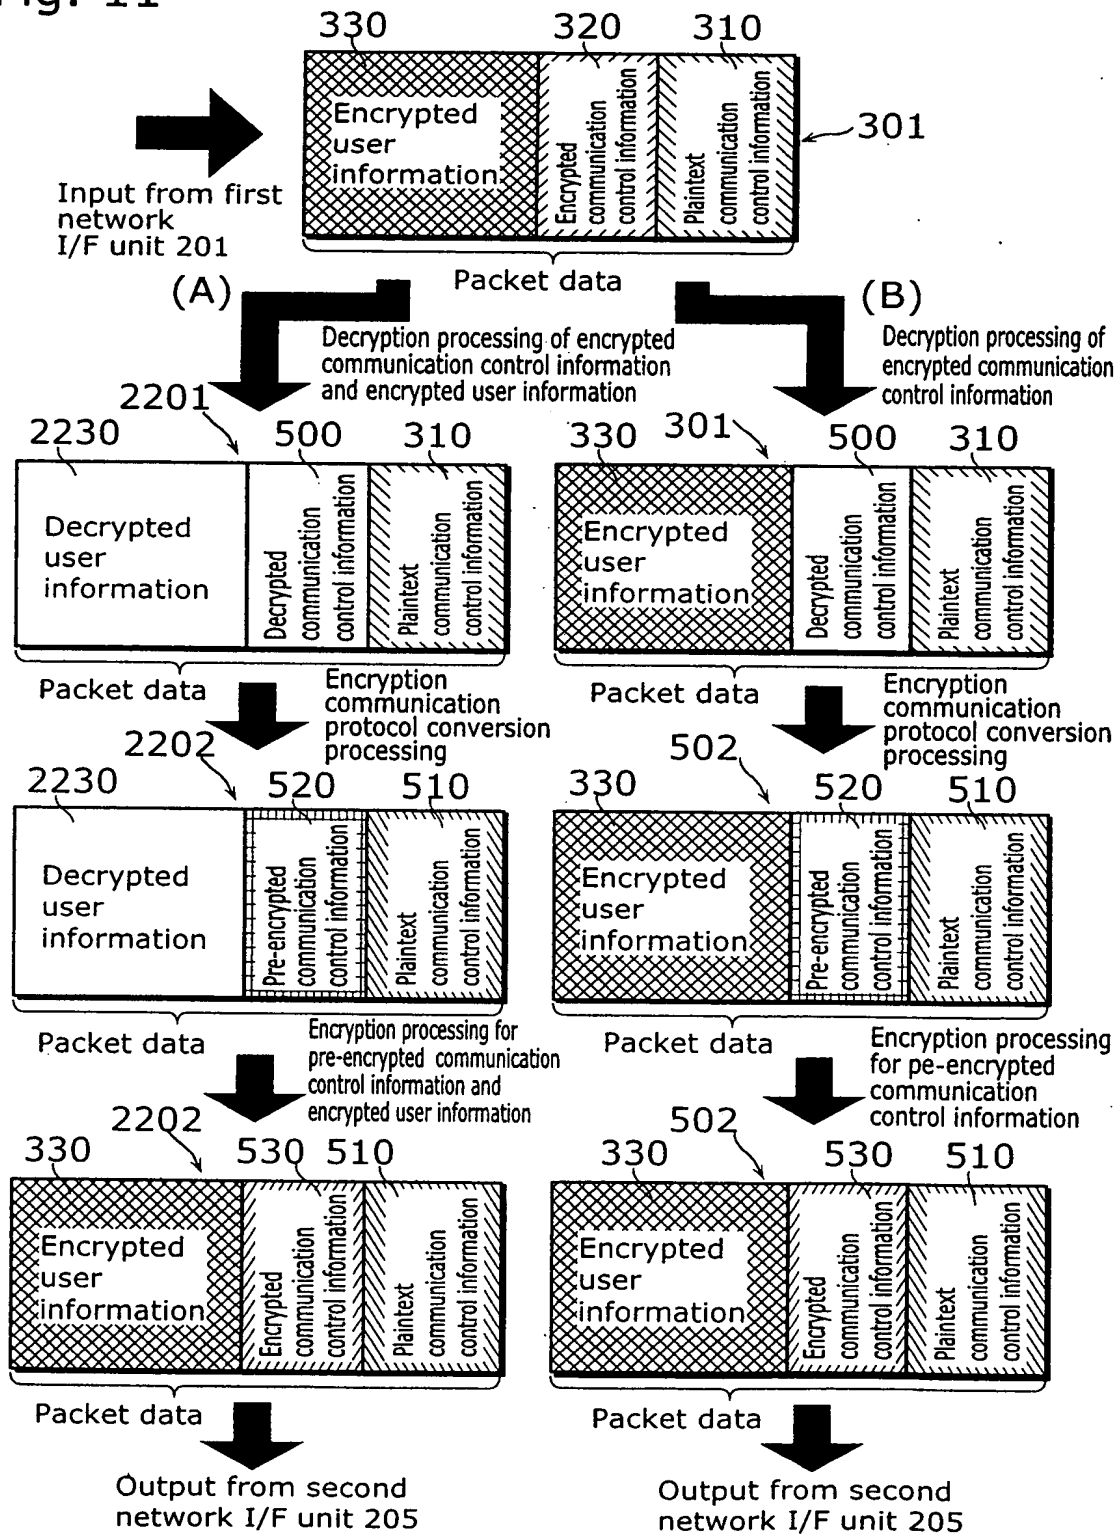 Fig. 11
330
320
310
Encrypted
user
information
Encrypted
communication
control information
Plaintext
communication
control information
301
Input from first
network
I/F unit 201
Packet data
(A)
(B)
Decryption processing of encrypted
communication control information
and encrypted user information
Decryption processing of
encrypted communication
control information
2201
2230
500
310
Decrypted
user
information
Decrypted
communication
control information
Plaintext
communication
control information
330
301
500
310
Encrypted
user
information
Decrypted
communication
control information
Plaintext
communication
control information
Packet data
Encryption
communication
protocol conversion
processing
Packet data
Encryption
communication
protocol conversion
processing
2202
2230
520
510
Decrypted
user
information
Pre-encrypted
communication
control information
Plaintext
communication
control information
502
330
520
510
Encrypted
user
information
Pre-encrypted
communication
control information
Plaintext
communication
control information
Packet data
Encryption processing for
pre-encrypted communication
control information and
encrypted user information
Packet data
Encryption processing
for pe-encrypted
communication
control information
2202
330
530
510
Encrypted
user
information
Encrypted
communication
control information
Plaintext
communication
control information
502
330
530
510
Encrypted
user
information
Encrypted
communication
control information
Plaintext
communication
control information
Packet data
Packet data
Output from second
network I/F unit 205
Output from second
network I/F unit 205